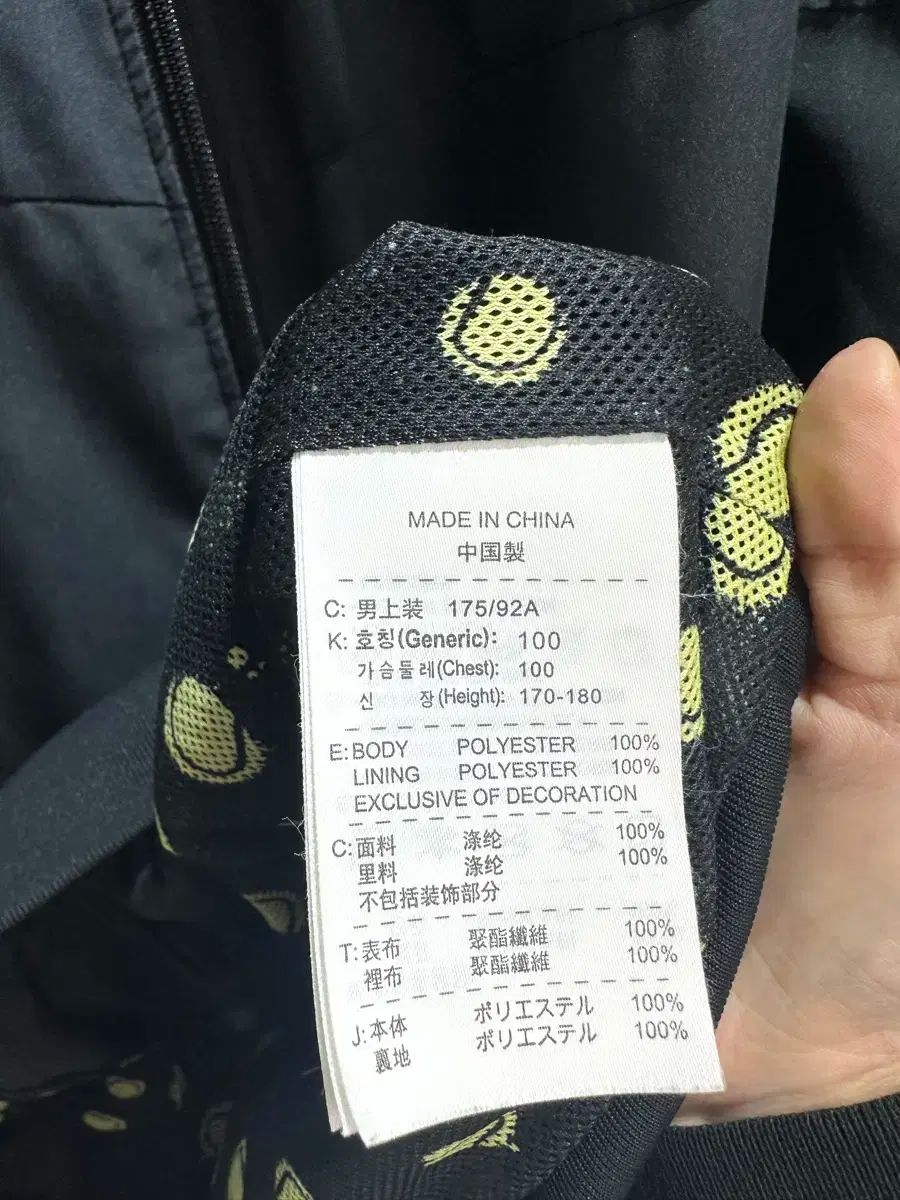 MADE IN CHINA
中国製
C: 男上装 175/92A
K: 호칭(Generic): 100
가슴둘레(Chest): 100
신 장(Height): 170-180
E: BODY POLYESTER 100%
LINING POLYESTER 100%
EXCLUSIVE OF DECORATION
C: 面料 涤纶 100%
里料 涤纶 100%
不包括装饰部分
T: 表布 聚酯纖維 100%
裡布 聚酯纖維 100%
J: 本体 ポリエステル 100%
裏地 ポリエステル 100%